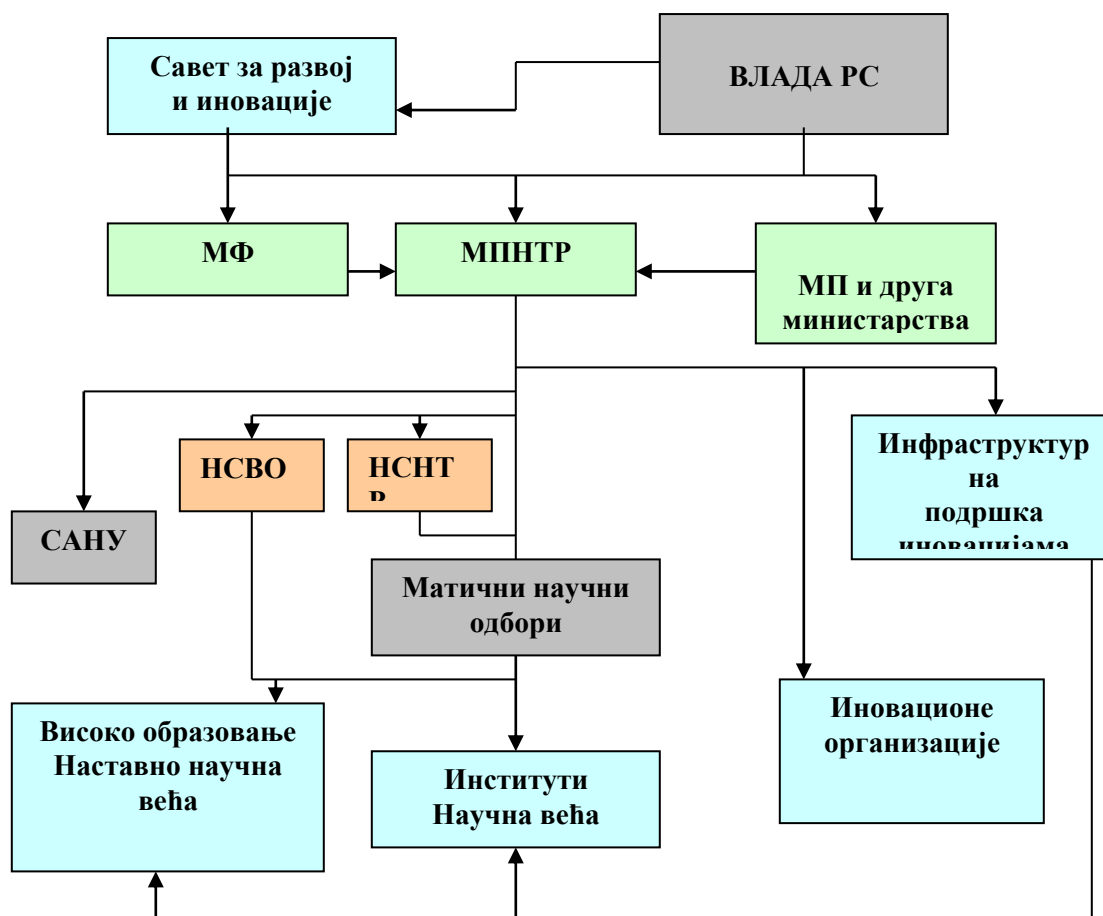 Савет за развој
и иновације
ВЛАДА РС
МФ
МПНТР
МП и друга
министарства
НСВО
НСНТ
Р
Инфраструктур
на
подршка
иновацијама
САНУ
Матични научни
одбори
Високо образовање
Наставно научна
већа
Институти
Научна већа
Иновационе
организације